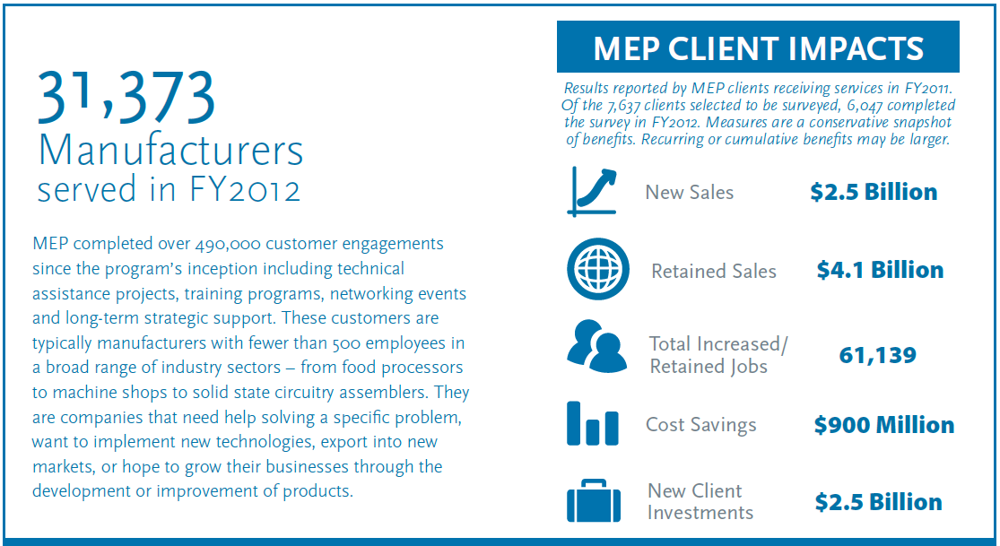 31,373
Manufacturers
served in FY2012
MEP completed over 490,000 customer engagements
since the program's inception including technical
assistance projects, training programs, networking events
and long-term strategic support. These customers are
typically manufacturers with fewer than 500 employees in
a broad range of industry sectors – from food processors
to machine shops to solid state circuitry assemblers. They
are companies that need help solving a specific problem,
want to implement new technologies, export into new
markets, or hope to grow their businesses through the
development or improvement of products.
MEP CLIENT IMPACTS
Results reported by MEP clients receiving services in FY2011.
Of the 7,637 clients selected to be surveyed, 6,047 completed
the survey in FY2012. Measures are a conservative snapshot
of benefits. Recurring or cumulative benefits may be larger.
New Sales $2.5 Billion
Retained Sales $4.1 Billion
Total Increased/
Retained Jobs 61,139
Cost Savings $900 Million
New Client
Investments $2.5 Billion